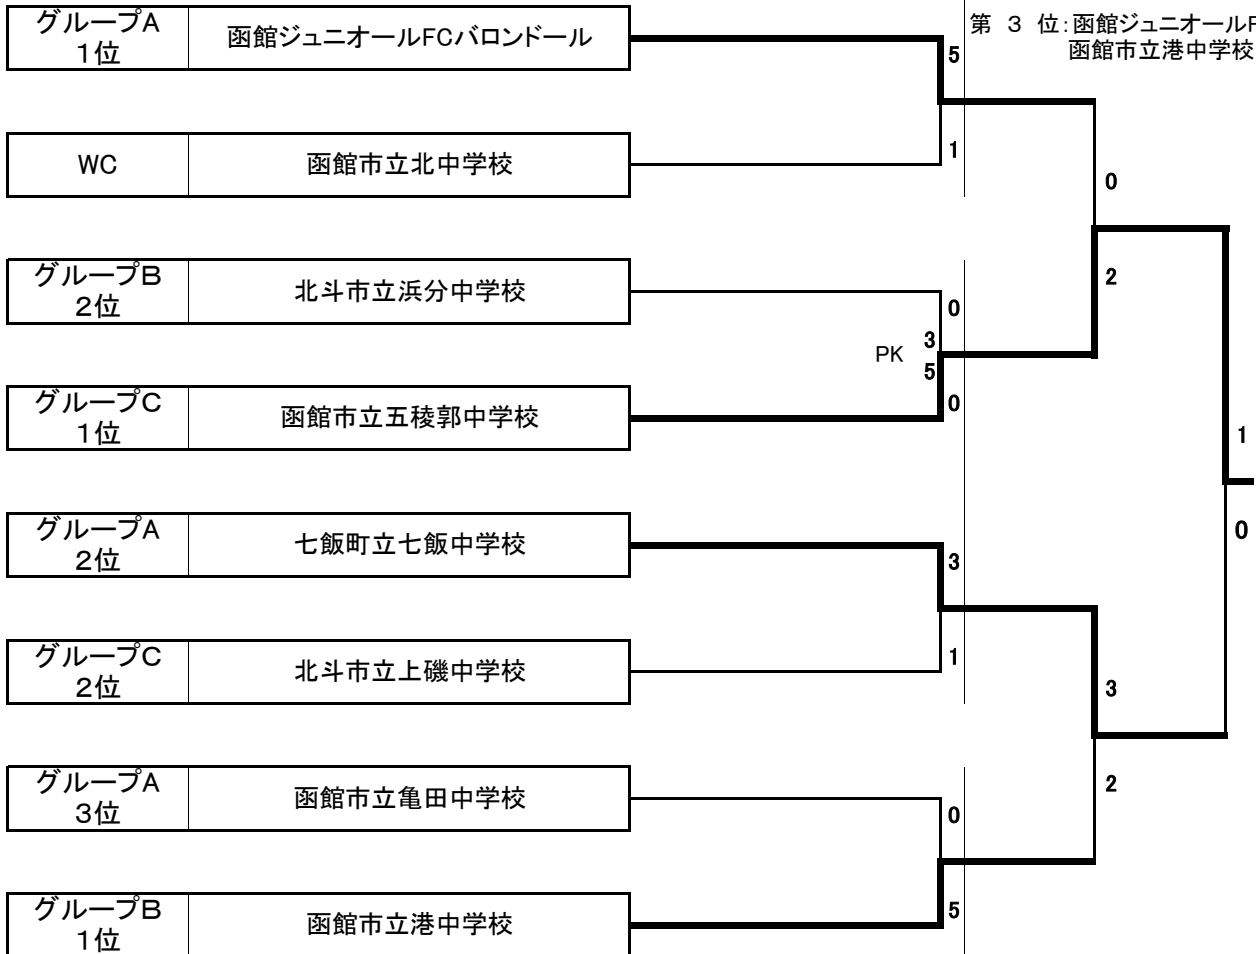 グループA
1位
函館ジュニオールFCバロンドール
第 3 位:函館ジュニオール
函館市立港中学校
5
1
WC
函館市立北中学校
0
2
グループB
2位
北斗市立浜分中学校
0
3
PK
5
0
グループC
1位
函館市立五稜郭中学校
1
0
グループA
2位
七飯町立七飯中学校
3
1
グループC
2位
北斗市立上磯中学校
3
2
グループA
3位
函館市立亀田中学校
0
5
グループB
1位
函館市立港中学校